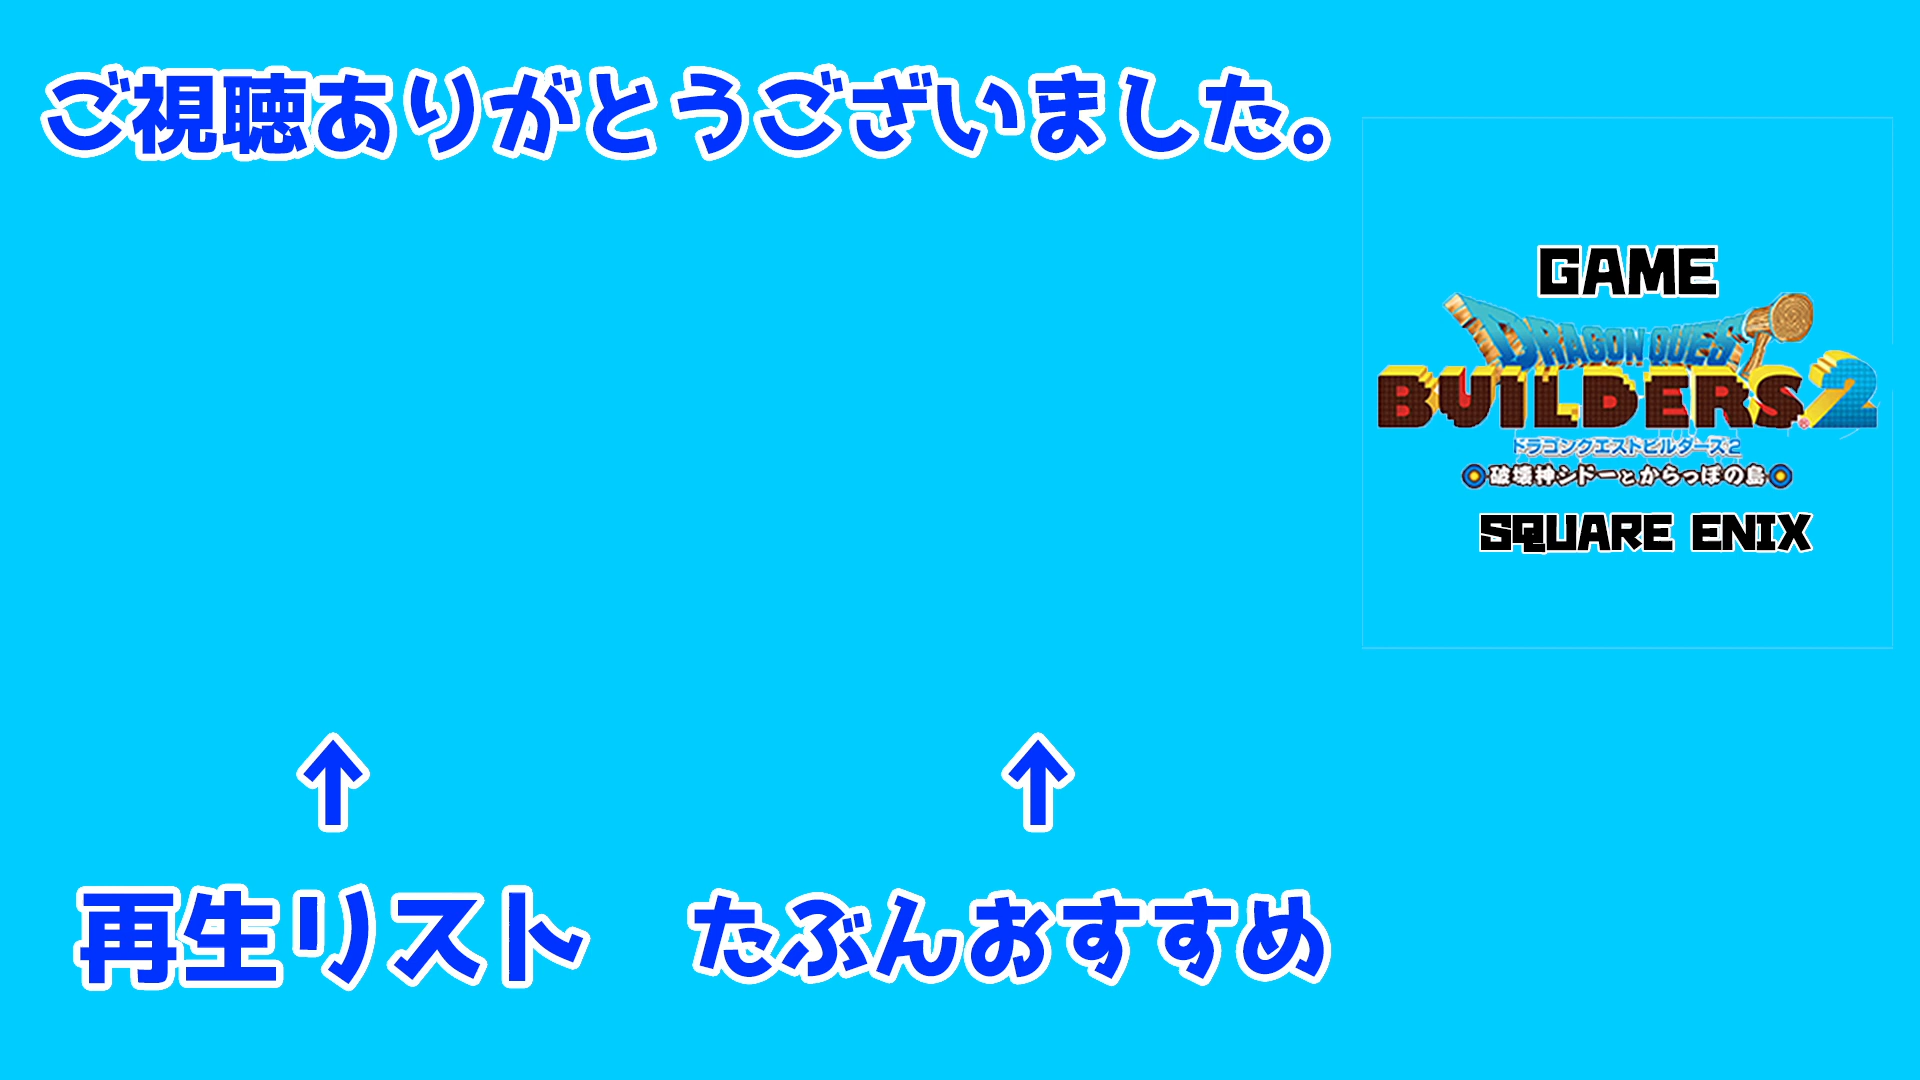 ご視聴ありがとうございました。
GAME
DRAGON QUEST
BUILDERS 2
ドラゴンクエストビルダーズ2
破壊神シドーとからっぽの島
SQUARE ENIX
↑ ↑
再生リスト たぶんおすすめ